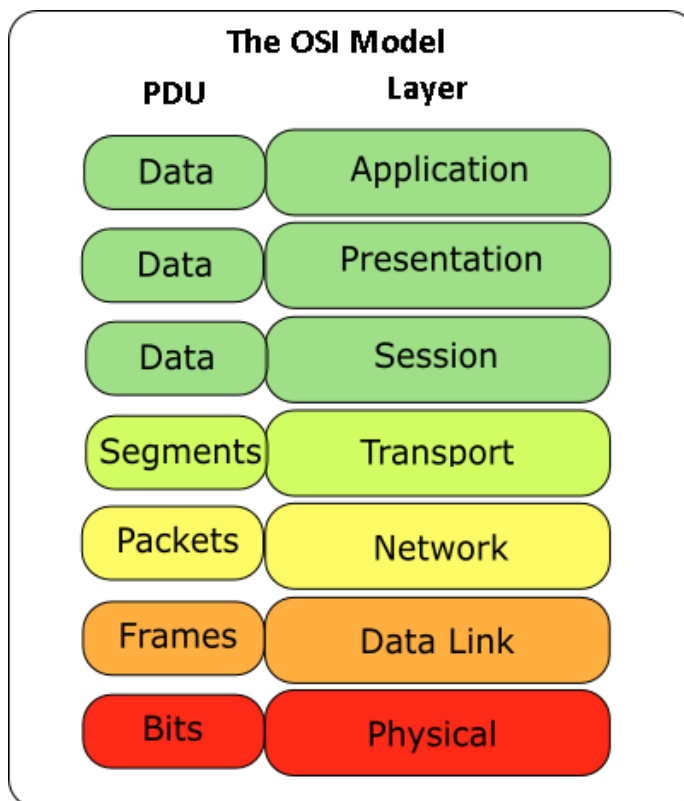 The OSI Model
PDU Layer
Data Application
Data Presentation
Data Session
Segments Transport
Packets Network
Frames Data Link
Bits Physical